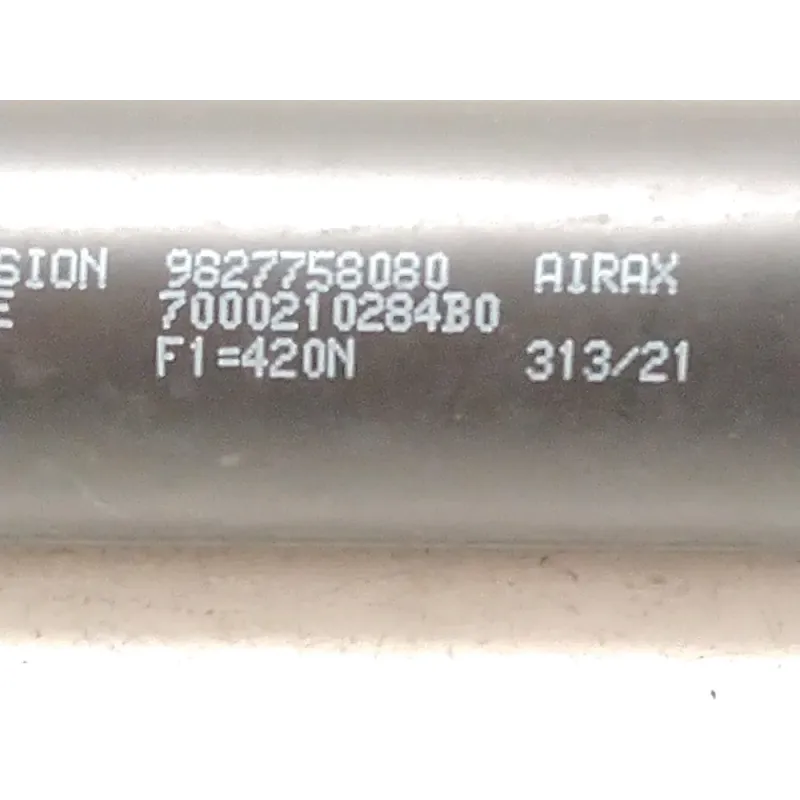 SION 9827758080 AIRAX
E 7000210284B0
F1=420N 313/21